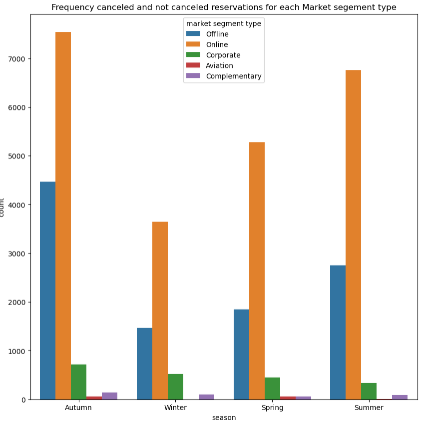 Frequency canceled and not canceled reservations for each Market segement type
market segment type
Offline
Online
Corporate
Aviation
Complementary
7000
6000
5000
4000
3000
2000
1000
0
count
Autumn Winter Spring Summer
season